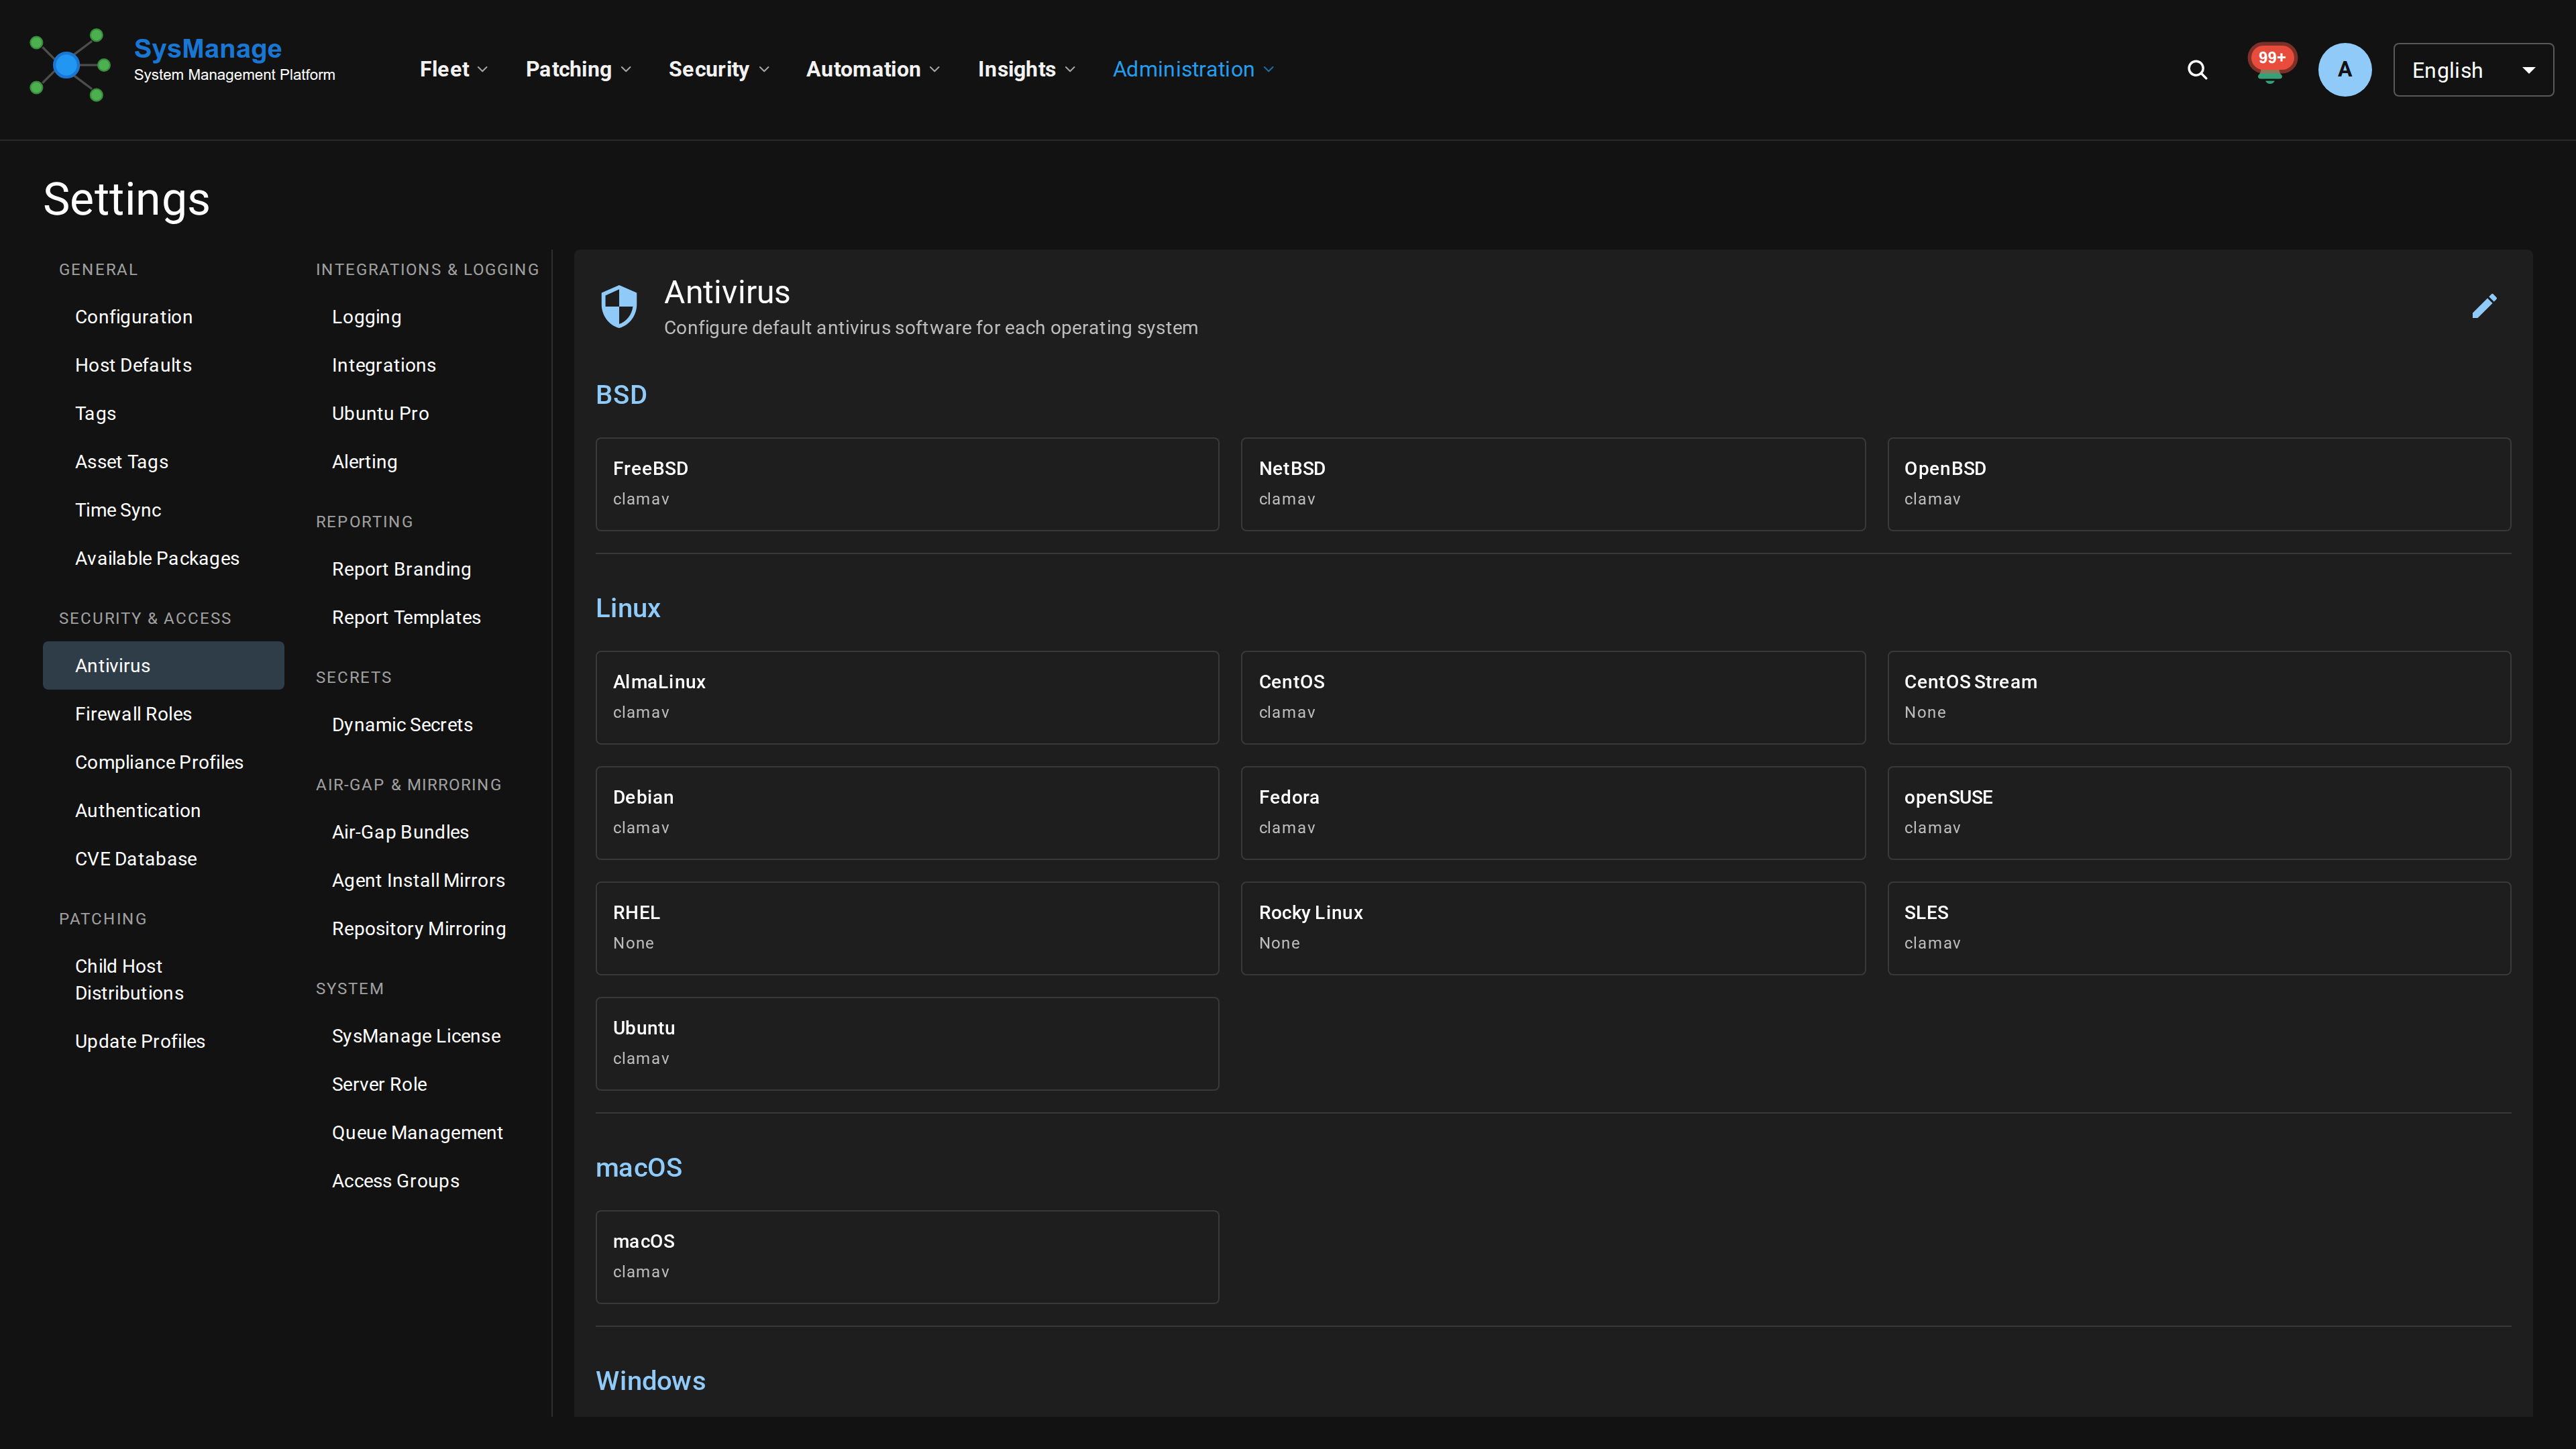 SysManage
System Management Platform
Fleet
Patching
Security
Automation
Insights
Administration
99+
A
English
Settings
GENERAL
Configuration
Host Defaults
Tags
Asset Tags
Time Sync
Available Packages
SECURITY & ACCESS
Antivirus
Firewall Roles
Compliance Profiles
Authentication
CVE Database
PATCHING
Child Host
Distributions
Update Profiles
INTEGRATIONS & LOGGING
Logging
Integrations
Ubuntu Pro
Alerting
REPORTING
Report Branding
Report Templates
SECRETS
Dynamic Secrets
AIR-GAP & MIRRORING
Air-Gap Bundles
Agent Install Mirrors
Repository Mirroring
SYSTEM
SysManage License
Server Role
Queue Management
Access Groups
Antivirus
Configure default antivirus software for each operating system
BSD
FreeBSD
clamav
NetBSD
clamav
OpenBSD
clamav
Linux
AlmaLinux
clamav
CentOS
clamav
CentOS Stream
None
Debian
clamav
Fedora
clamav
openSUSE
clamav
RHEL
None
Rocky Linux
None
SLES
clamav
Ubuntu
clamav
macOS
macOS
clamav
Windows